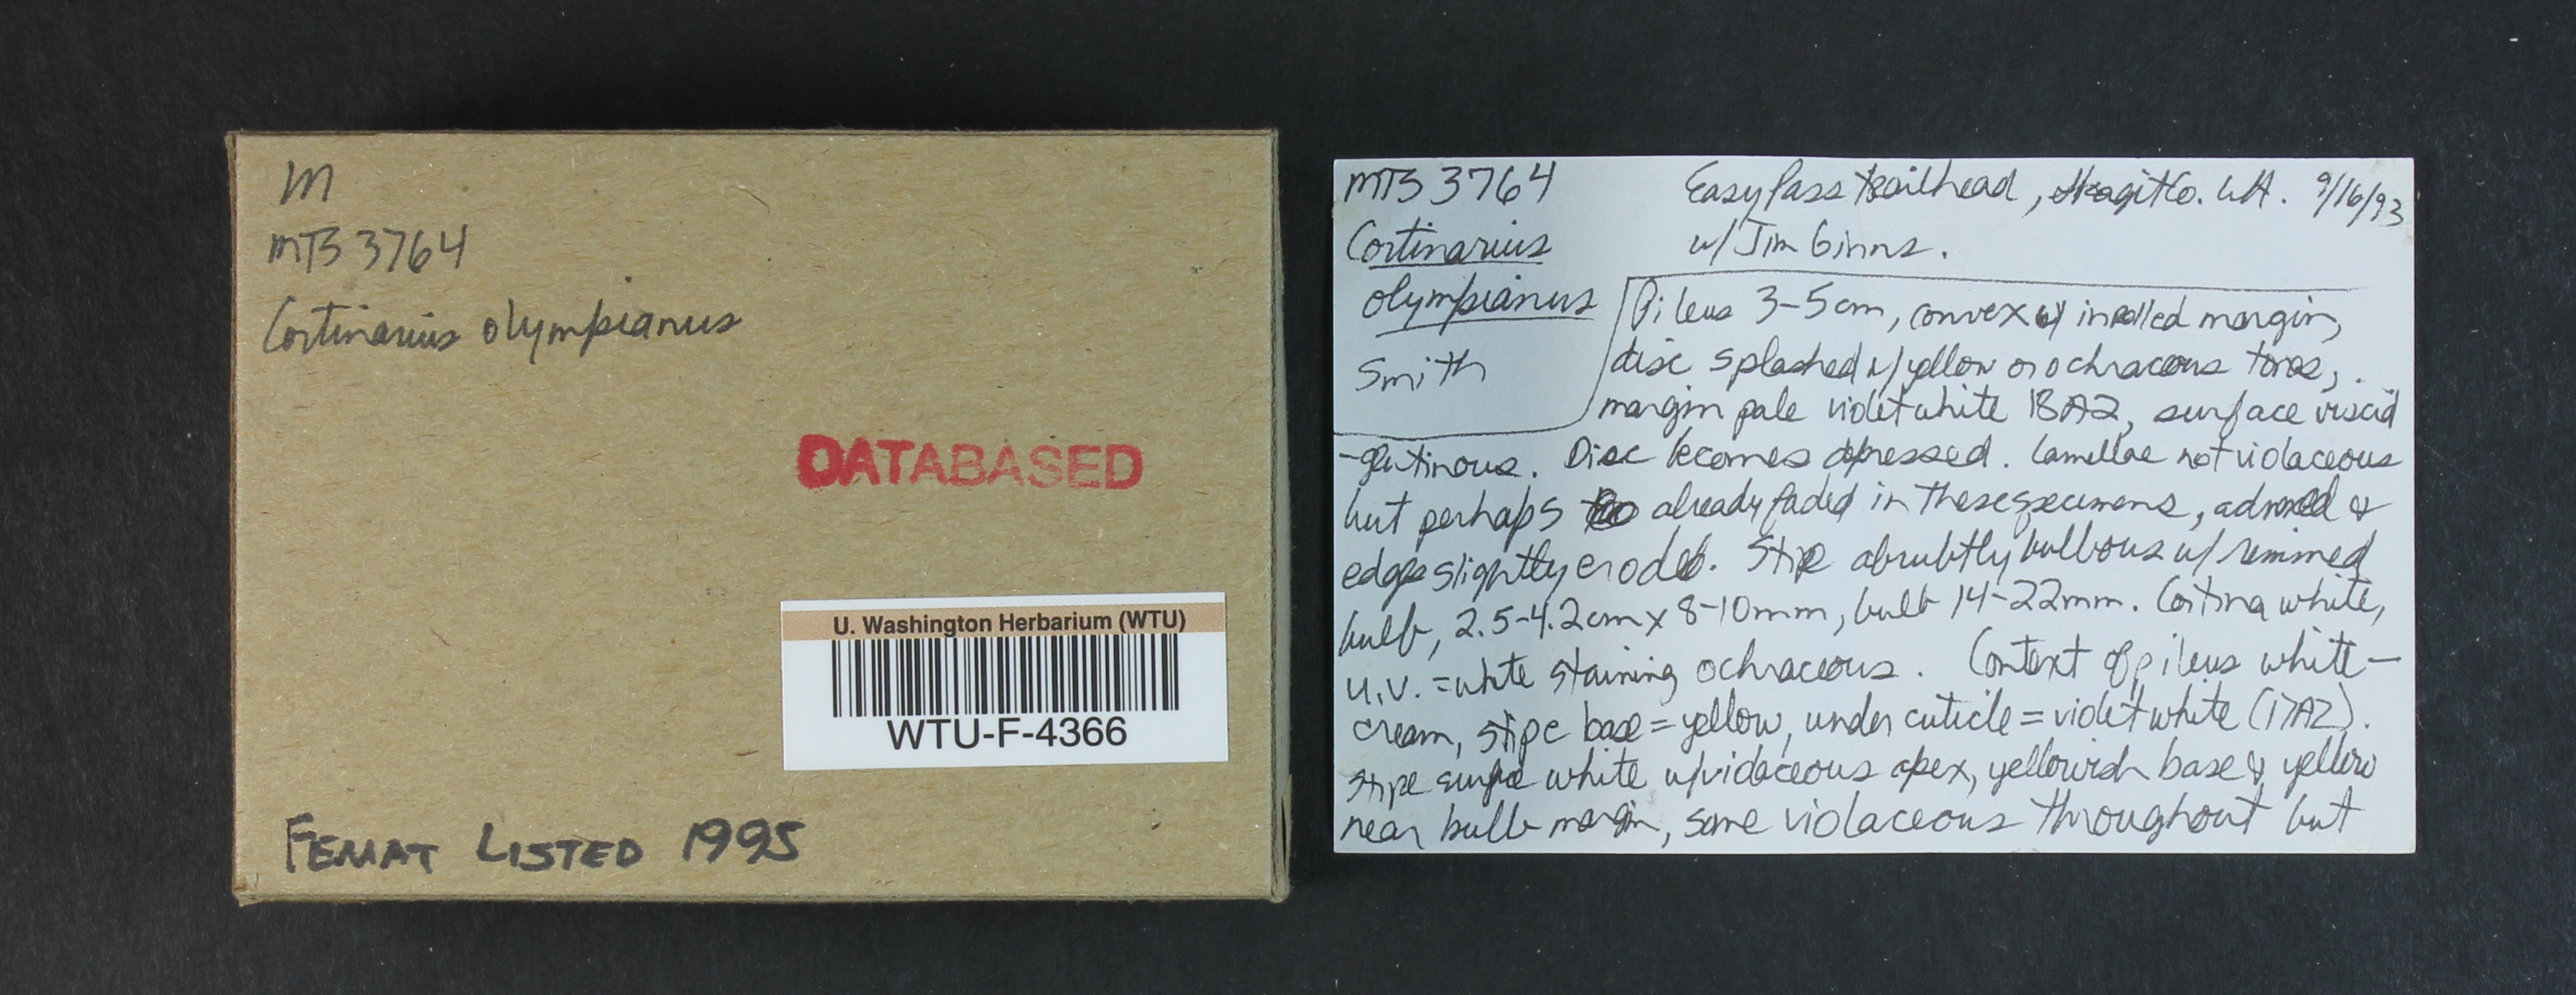 M
MTS 3764
Cortinarius olympianus
DATABASED
U. Washington Herbarium (WTU)
WTU-F-4366
FEMAT LISTED 1995
MTS 3764
Cortinarius
olympianus
Smith
Easy Pass trailhead, Skagit Co. WA. 9/16/93
w/ Jim Ginns.
Pileus 3-5cm, convex w/ inrolled margin,
disc splashed w/ yellow or ochraceous tones,
margin pale violet white 18A2, surface viscid
-glutinous. Disc becomes depressed. Lamellae not violaceous
but perhaps already faded in these specimens, adnexed &
edges slightly eroded. Stipe abrubtly bulbous w/ rimmed
bulb, 2.5-4.2cm x 8-10mm, bulb 14-22mm. Cortina white,
u.v. = white staining ochraceous. Context of pileus white-
cream, stipe base = yellow, under cuticle = violet white (17A2).
stipe surface white w/ violaceous apex, yellowish base & yellow
near bulb margin, some violaceous throughout but